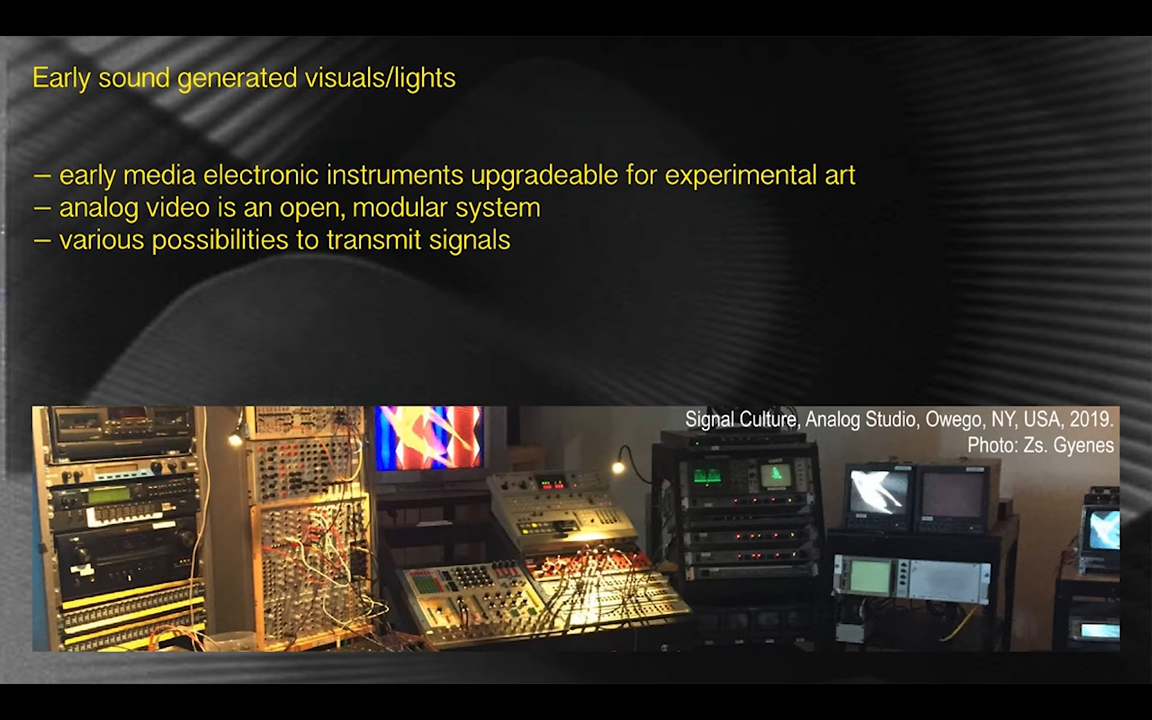 Early sound generated visuals/lights
– early media electronic instruments upgradeable for experimental art
– analog video is an open, modular system
– various possibilities to transmit signals
Signal Culture, Analog Studio, Owego, NY, USA, 2019.
Photo: Zs. Gyenes